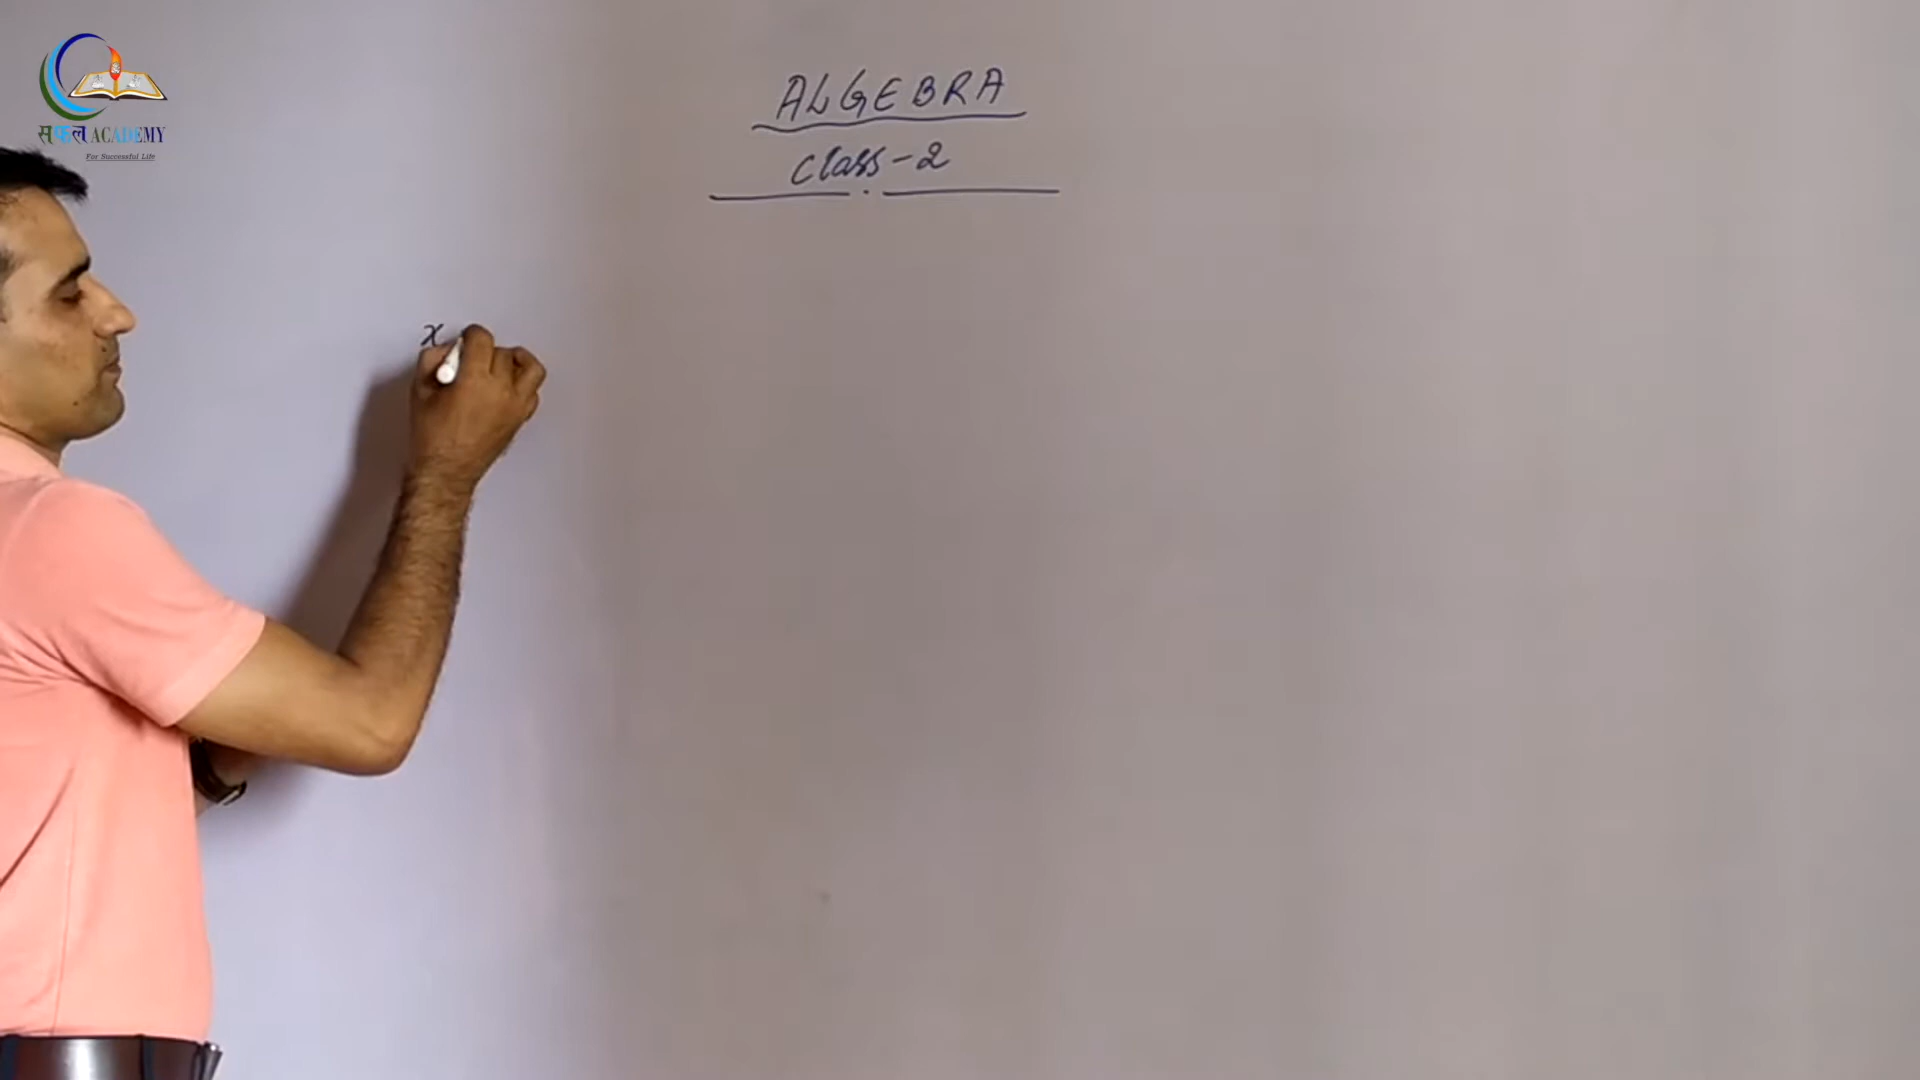 सफल ACADEMY
For Successful Life
ALGEBRA
Class-2
x